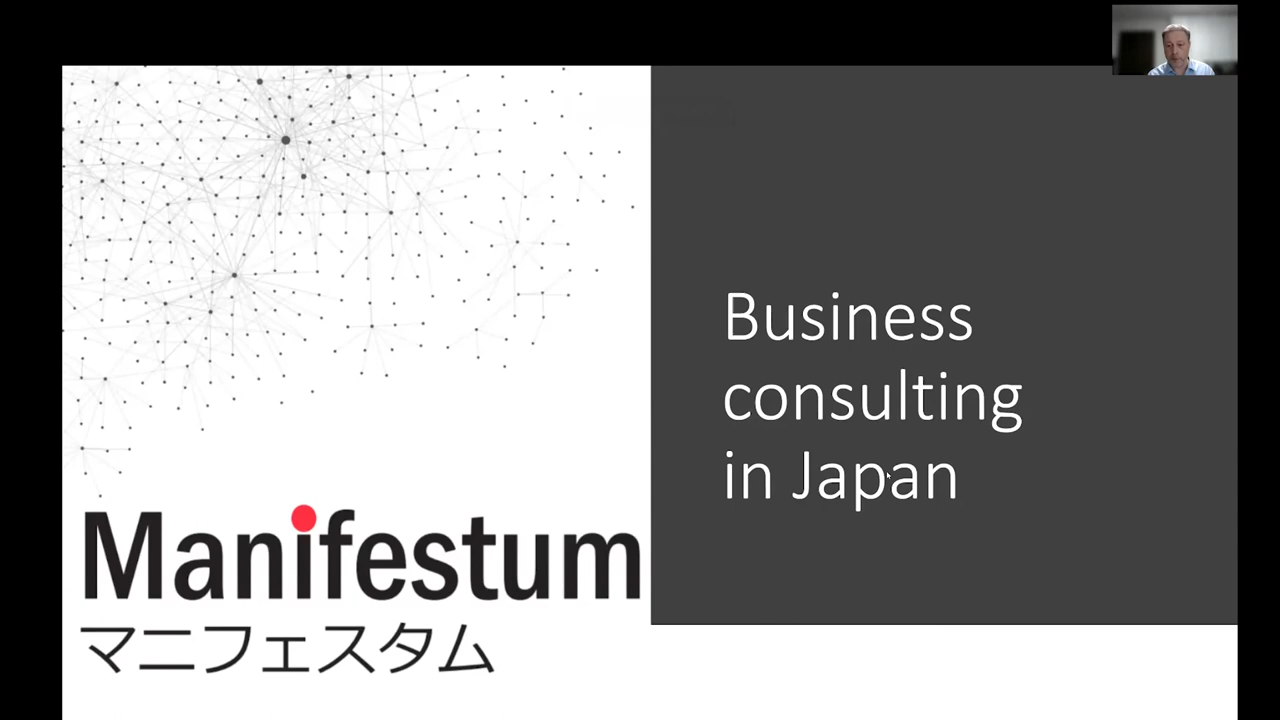 Manifestum
マニフェスタム
Business
consulting
in Japan